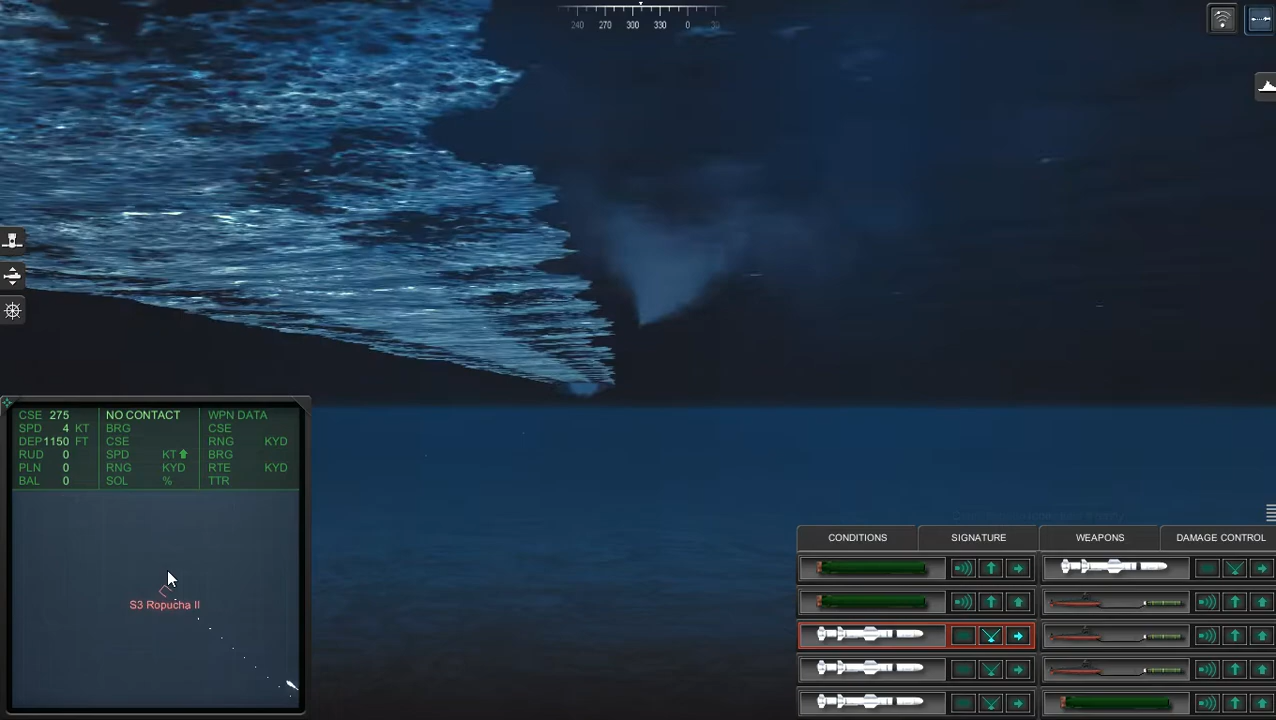 240 270 300 330 0 30
CSE 275
SPD 4 KT
DEP 1150 FT
RUD 0
PLN 0
BAL 0
NO CONTACT
BRG
CSE
SPD KT
RNG KYD
SOL %
WPN DATA
CSE
RNG KYD
BRG
RTE KYD
TTR
S3 Ropucha II
CONDITIONS SIGNATURE WEAPONS DAMAGE CONTROL